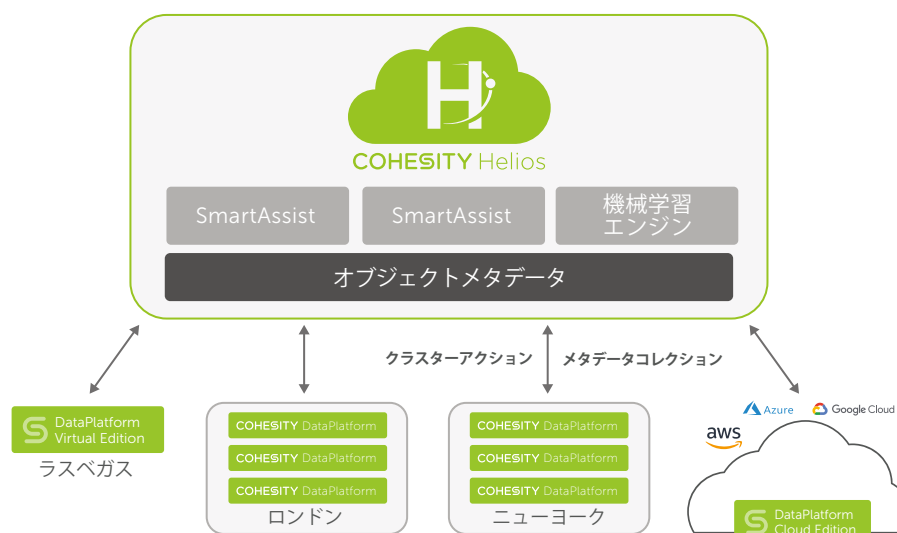 H
COHESITY Helios
SmartAssist
SmartAssist
機械学習
エンジン
オブジェクトメタデータ
クラスターアクション
メタデータコレクション
DataPlatform
Virtual Edition
ラスベガス
COHESITY DataPlatform
COHESITY DataPlatform
COHESITY DataPlatform
ロンドン
COHESITY DataPlatform
COHESITY DataPlatform
COHESITY DataPlatform
ニューヨーク
Azure
Google Cloud
aws
DataPlatform
Cloud Edition